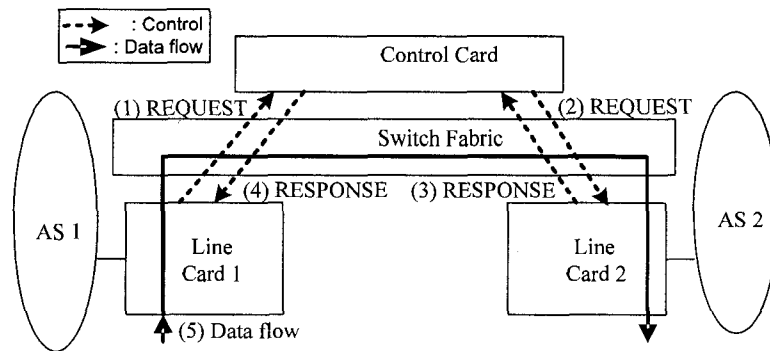 : Control
: Data flow
Control Card
(1) REQUEST
(2) REQUEST
Switch Fabric
(4) RESPONSE
(3) RESPONSE
AS 1
Line
Card 1
Line
Card 2
AS 2
(5) Data flow